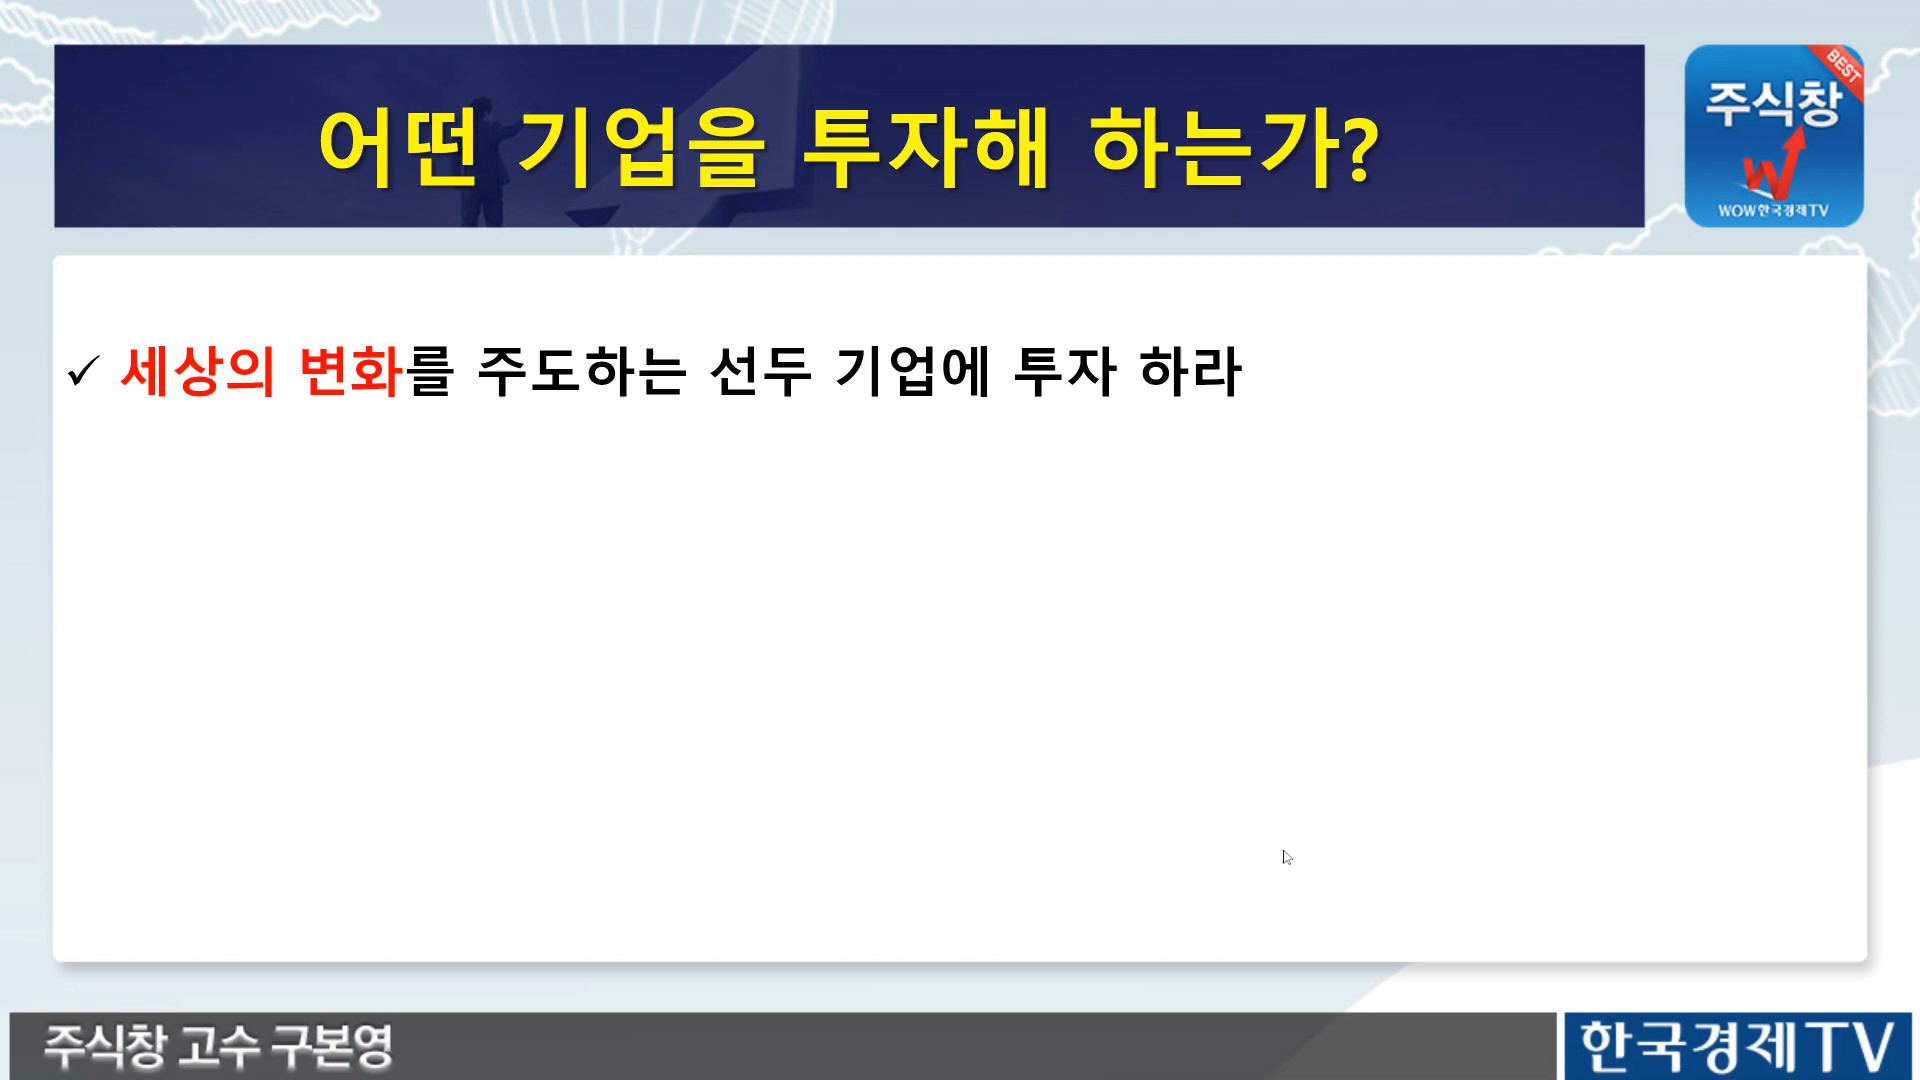 어떤 기업을 투자해 하는가?
BEST
주식창
WOW한국경제TV
✓ 세상의 변화를 주도하는 선두 기업에 투자 하라
주식창 고수 구본영
한국경제TV